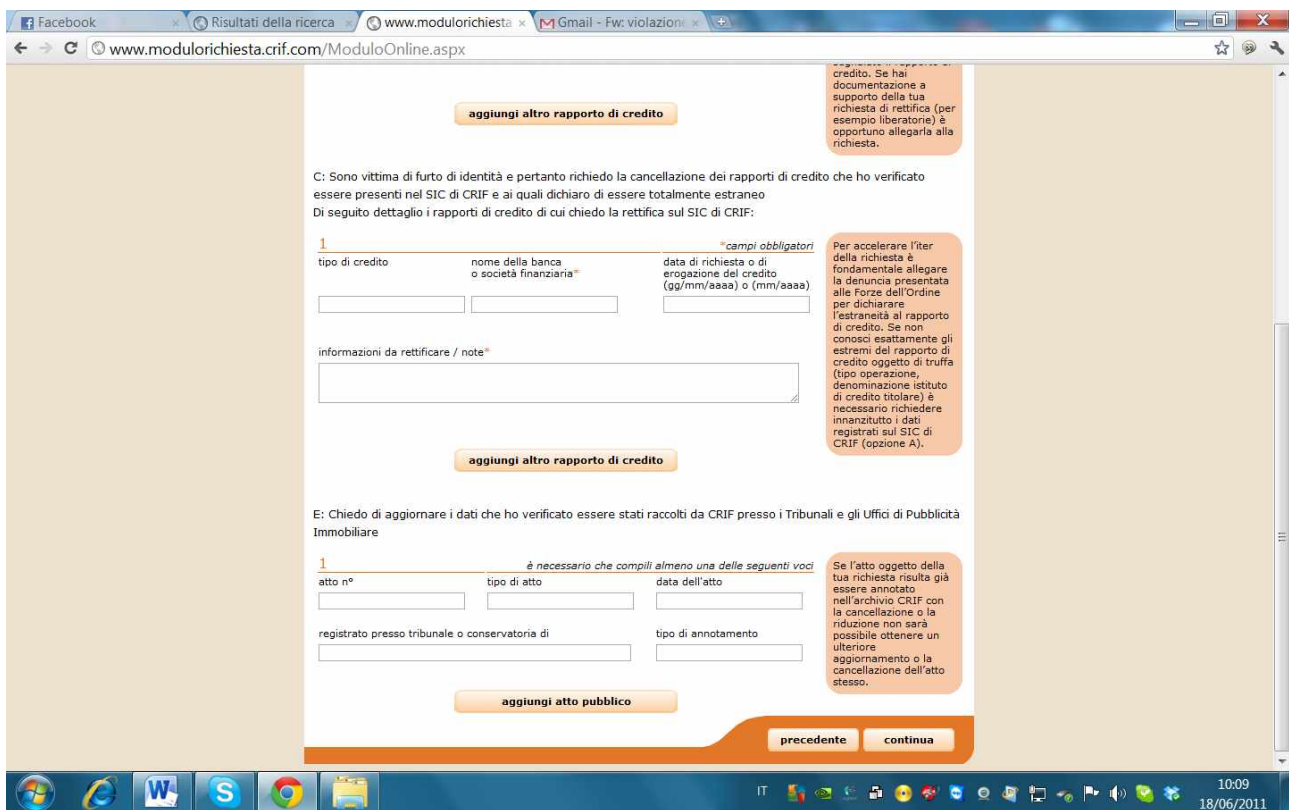 Facebook
Risultati della ricerca
www.modulorichiesta
Gmail - Fw: violazione
www.modulorichiesta.crif.com/ModuloOnline.aspx
segnalato il rapporto di
credito. Se hai
documentazione a
supporto della tua
richiesta di rettifica (per
esempio liberatorie) è
opportuno allegarla alla
richiesta.
aggiungi altro rapporto di credito
C: Sono vittima di furto di identità e pertanto richiedo la cancellazione dei rapporti di credito che ho verificato
essere presenti nel SIC di CRIF e ai quali dichiaro di essere totalmente estraneo
Di seguito dettaglio i rapporti di credito di cui chiedo la rettifica sul SIC di CRIF:
1 *campi obbligatori
tipo di credito
nome della banca
o società finanziaria*
data di richiesta o di
erogazione del credito
(gg/mm/aaaa) o (mm/aaaa)
informazioni da rettificare / note*
Per accelerare l'iter
della richiesta è
fondamentale allegare
la denuncia presentata
alle Forze dell'Ordine
per dichiarare
l'estraneità al rapporto
di credito. Se non
conosci esattamente gli
estremi del rapporto di
credito oggetto di truffa
(tipo operazione,
denominazione istituto
di credito titolare) è
necessario richiedere
innanzitutto i dati
registrati sul SIC di
CRIF (opzione A).
aggiungi altro rapporto di credito
E: Chiedo di aggiornare i dati che ho verificato essere stati raccolti da CRIF presso i Tribunali e gli Uffici di Pubblicità
Immobiliare
1 è necessario che compili almeno una delle seguenti voci
atto n° tipo di atto data dell'atto
registrato presso tribunale o conservatoria di tipo di annotamento
Se l'atto oggetto della
tua richiesta risulta già
essere annotato
nell'archivio CRIF con
la cancellazione o la
riduzione non sarà
possibile ottenere un
ulteriore
aggiornamento o la
cancellazione dell'atto
stesso.
aggiungi atto pubblico
precedente continua
IT
10:09
18/06/2011